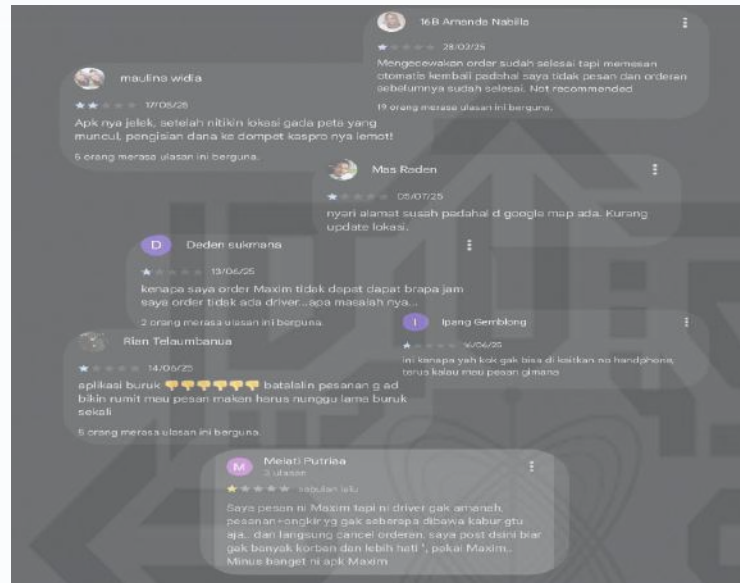 16B Amanda Nabilla
28/02/25
Mengecewakan order sudah selesai tapi memesan
otomatis kembali padahal saya tidak pesan dan orderan
sebelumnya sudah selesai. Not recommended
19 orang merasa ulasan ini berguna.
maulina widia
17/05/25
Apk nya jelek, setelah nitikin lokasi gada peta yang
muncul, pengisian dana ke dompet kaspro nya lemot!
5 orang merasa ulasan ini berguna.
Mas Raden
05/07/25
nyari alamat susah padahal d google map ada. Kurang
update lokasi.
D
Deden sukmana
13/06/25
kenapa saya order Maxim tidak dapat dapat brapa jam
saya order tidak ada driver...apa masalah nya...
2 orang merasa ulasan ini berguna.
I
Ipang Gemblong
16/06/25
ini kenapa yah kok gak bisa di kaitkan no handphone,
terus kalau mau pesan gimana
Rian Telaumbanua
14/06/25
aplikasi buruk 👎👎👎👎👎👎 batalalin pesanan g ad
bikin rumit mau pesan makan harus nunggu lama buruk
sekali
5 orang merasa ulasan ini berguna.
M
Melati Putriaa
3 ulasan
sebulan lalu
Saya pesan ni Maxim tapi ni driver gak amanah,
pesanan+ongkir yg gak seberapa dibawa kabur gtu
aja.. dan langsung cancel orderan, saya post dsini biar
gak banyak korban dan lebih hati ", pakai Maxim,.
Minus banget ni apk Maxim